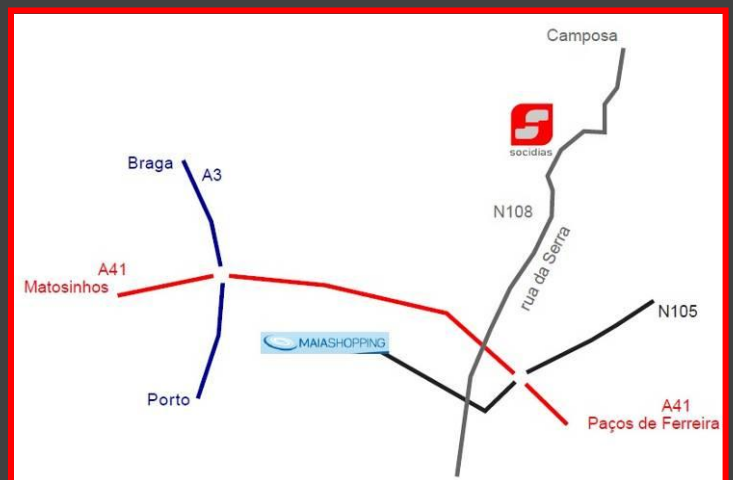 Camposa
socidias
Braga
A3
N108
rua da Serra
A41
Matosinhos
N105
MAIASHOPPING
Porto
A41
Paços de Ferreira